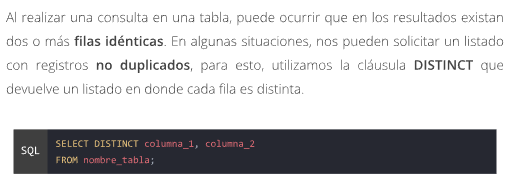 Al realizar una consulta en una tabla, puede ocurrir que en los resultados existan
dos o más filas idénticas. En algunas situaciones, nos pueden solicitar un listado
con registros no duplicados, para esto, utilizamos la cláusula DISTINCT que
devuelve un listado en donde cada fila es distinta.
SQL
SELECT DISTINCT columna_1, columna_2
FROM nombre_tabla;